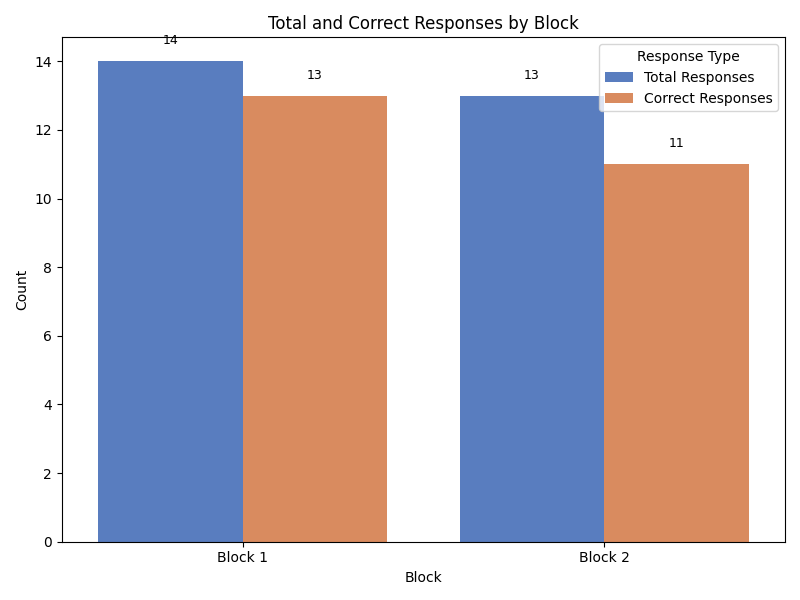 Total and Correct Responses by Block
14
13
13
11
Response Type
Total Responses
Correct Responses
14
12
10
8
6
4
2
0
Count
Block 1
Block 2
Block